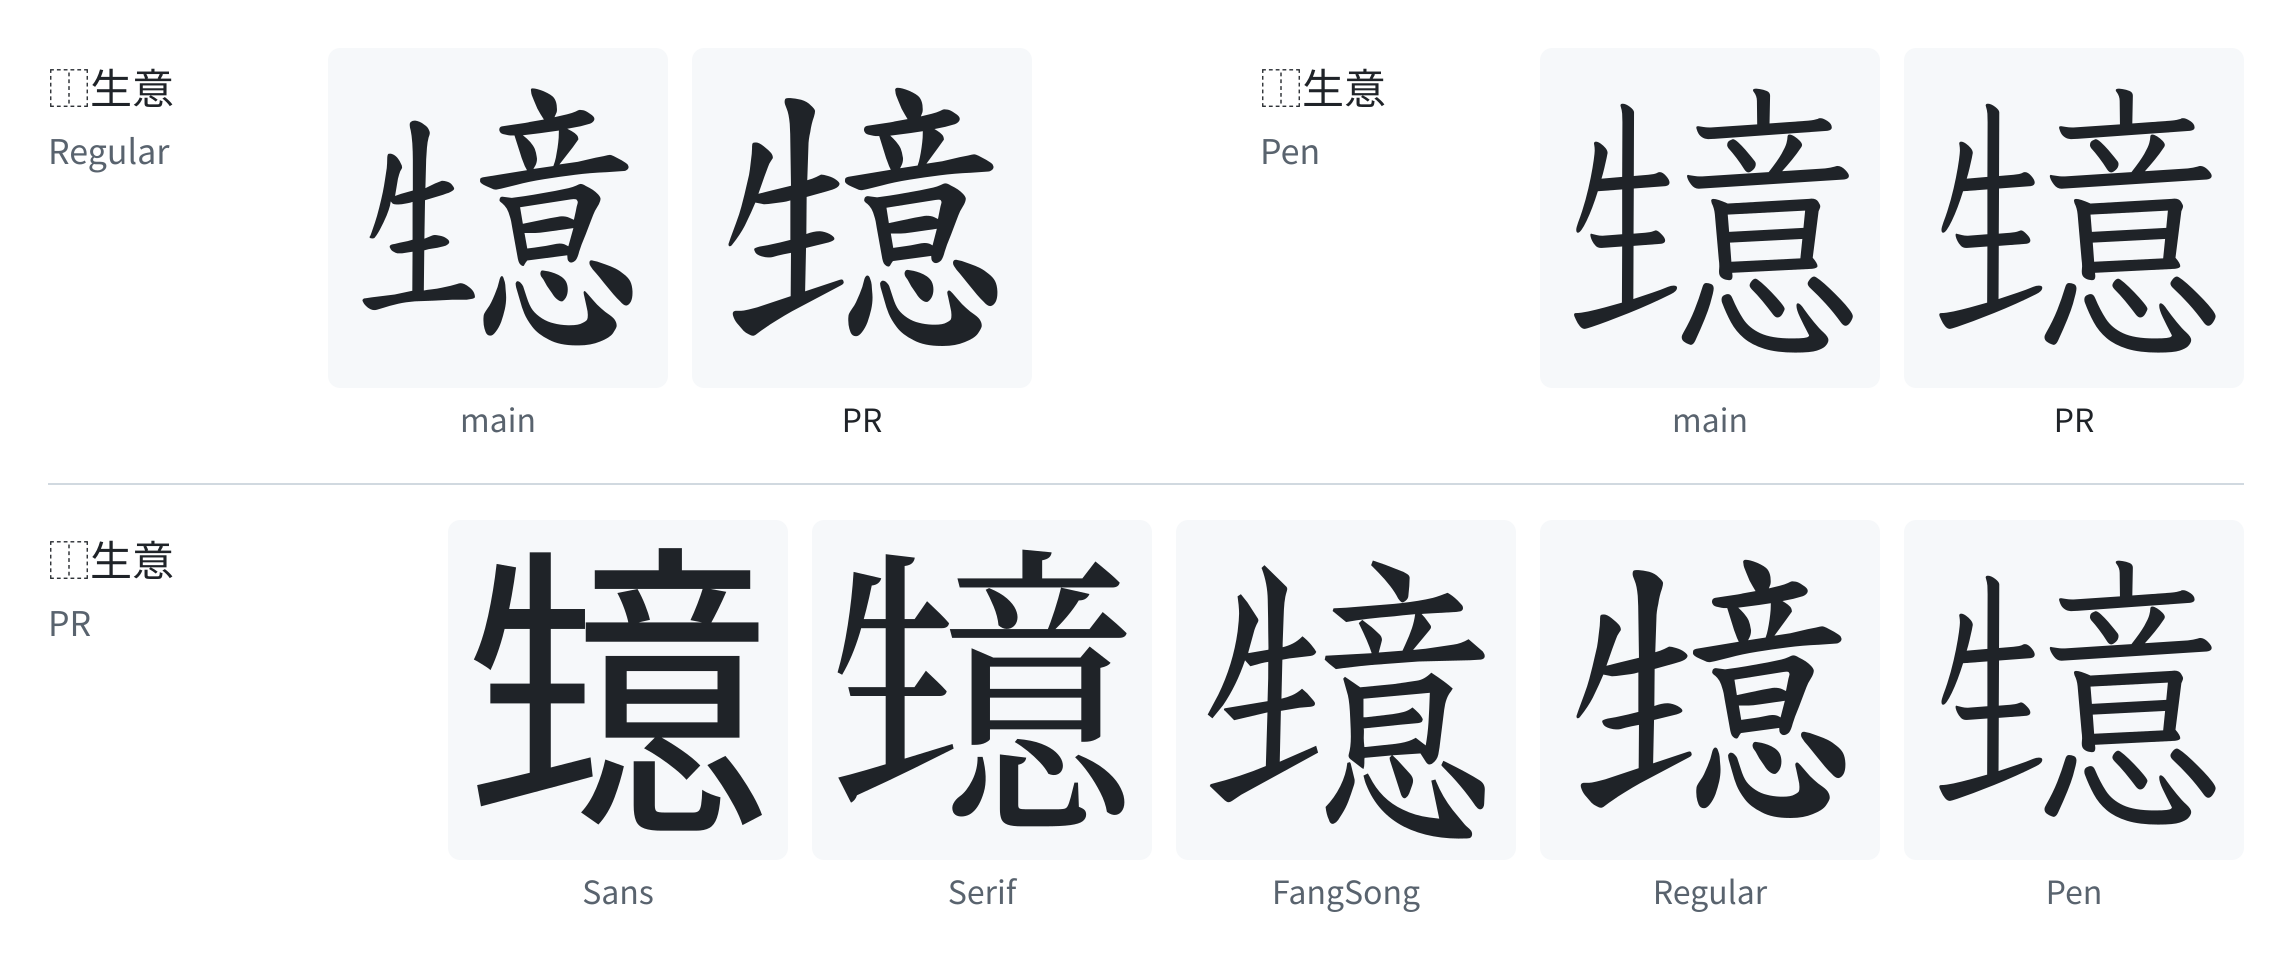 ⿰生意
Regular
main
PR
⿰生意
Pen
main
PR
⿰生意
PR
Sans
Serif
FangSong
Regular
Pen